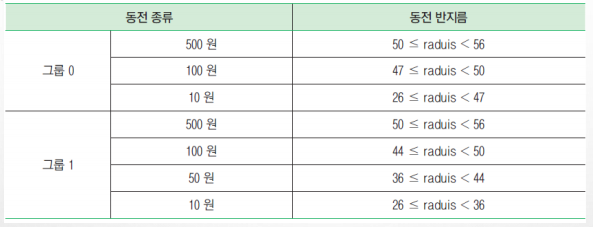 동전 종류 동전 반지름
그룹 0
500 원 50 ≤ raduis < 56
100 원 47 ≤ raduis < 50
10 원 26 ≤ raduis < 47
그룹 1
500 원 50 ≤ raduis < 56
100 원 44 ≤ raduis < 50
50 원 36 ≤ raduis < 44
10 원 26 ≤ raduis < 36